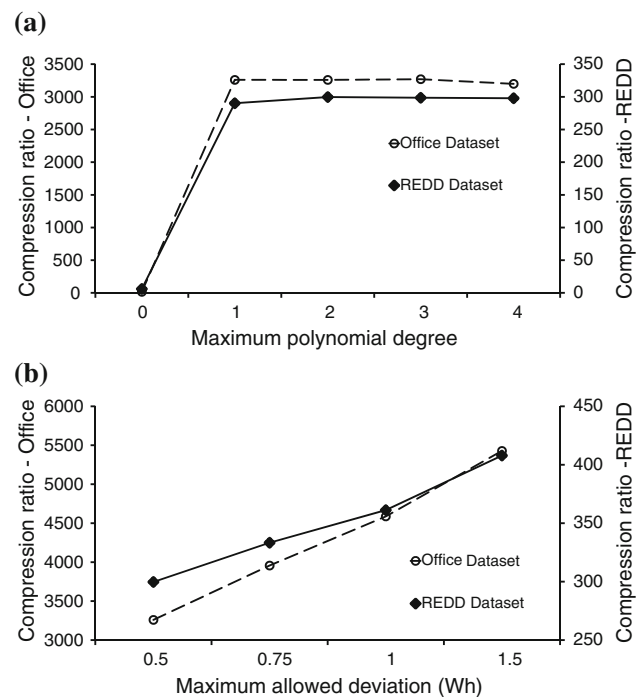 (a)
Compression ratio - Office
3500
3000
2500
2000
1500
1000
500
0
350
300
250
200
150
100
50
0
Compression ratio -REDD
Office Dataset
REDD Dataset
0 1 2 3 4
Maximum polynomial degree
(b)
Compression ratio - Office
6000
5500
5000
4500
4000
3500
3000
450
400
350
300
250
Compression ratio -REDD
Office Dataset
REDD Dataset
0.5 0.75 1 1.5
Maximum allowed deviation (Wh)